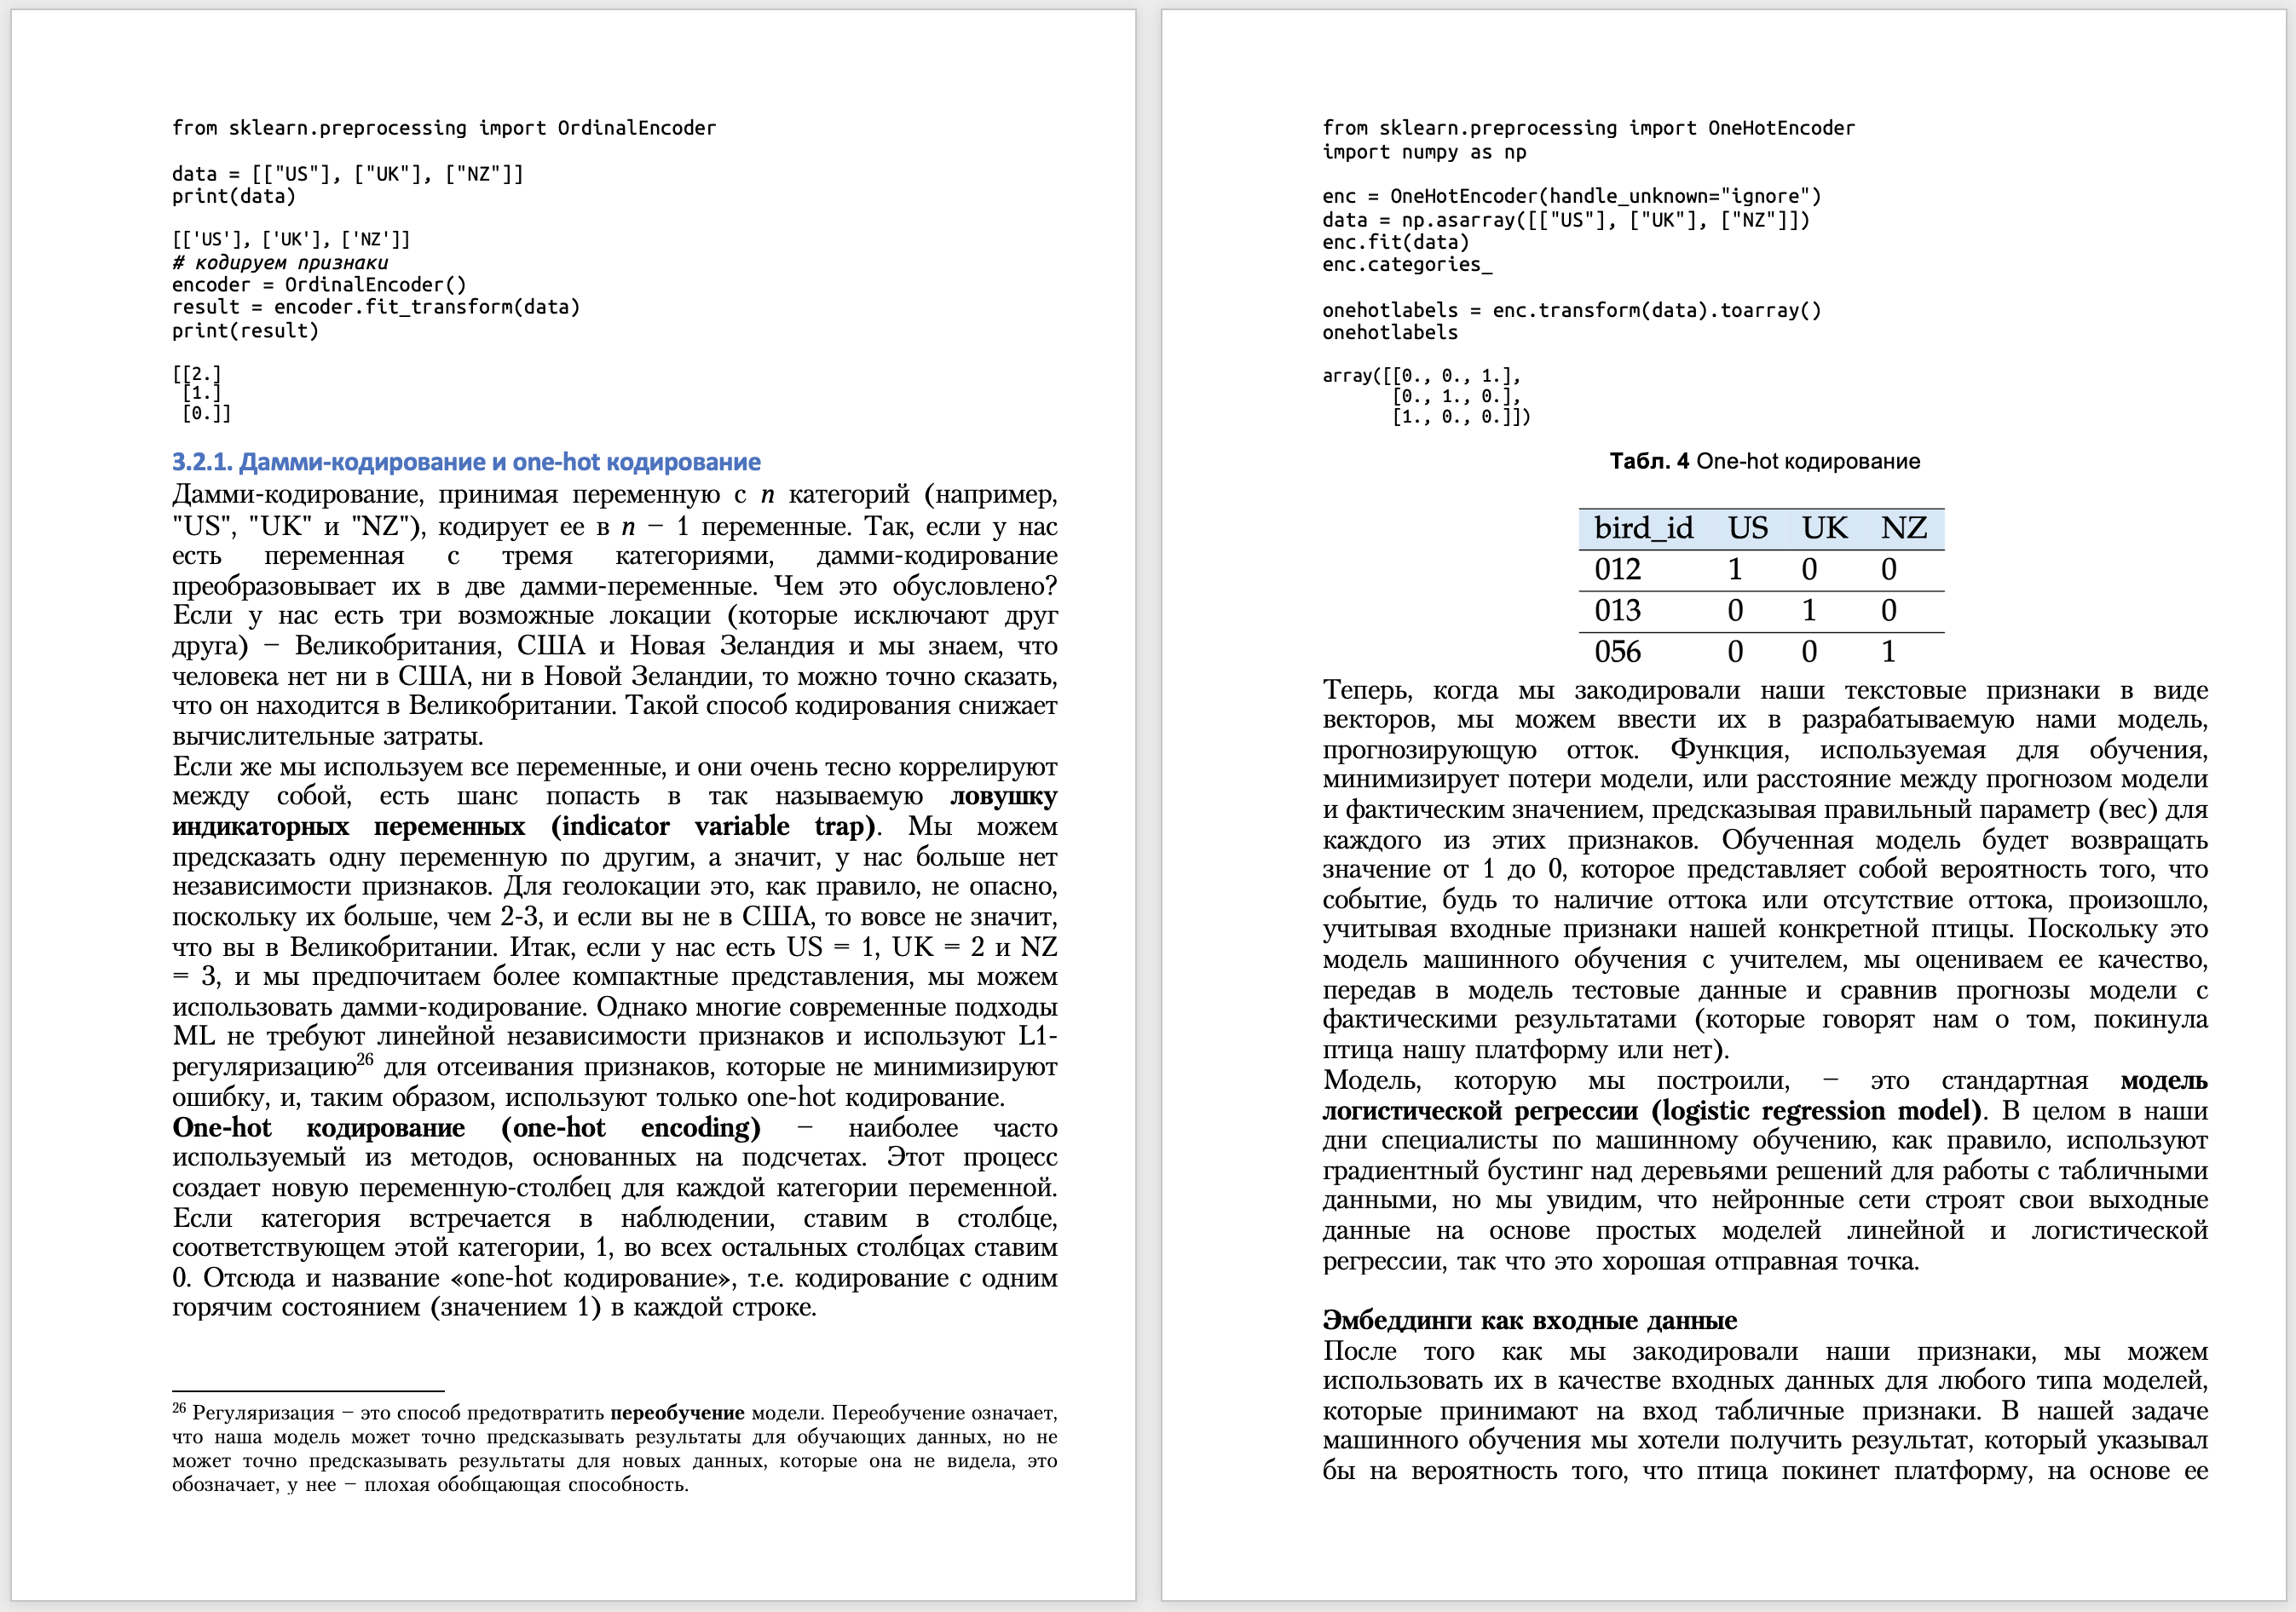 from sklearn.preprocessing import OrdinalEncoder
data = [["US"], ["UK"], ["NZ"]]
print(data)
[['US'], ['UK'], ['NZ']]
# кодируем признаки
encoder = OrdinalEncoder()
result = encoder.fit_transform(data)
print(result)
[[2.]
[1.]
[0.]]
3.2.1. Дамми-кодирование и one-hot кодирование
Дамми-кодирование, принимая переменную с n категорий (например,
"US", "UK" и "NZ"), кодирует ее в n − 1 переменные. Так, если у нас
есть переменная с тремя категориями, дамми-кодирование
преобразовывает их в две дамми-переменные. Чем это обусловлено?
Если у нас есть три возможные локации (которые исключают друг
друга) − Великобритания, США и Новая Зеландия и мы знаем, что
человека нет ни в США, ни в Новой Зеландии, то можно точно сказать,
что он находится в Великобритании. Такой способ кодирования снижает
вычислительные затраты.
Если же мы используем все переменные, и они очень тесно коррелируют
между собой, есть шанс попасть в так называемую ловушку
индикаторных переменных (indicator variable trap). Мы можем
предсказать одну переменную по другим, а значит, у нас больше нет
независимости признаков. Для геолокации это, как правило, не опасно,
поскольку их больше, чем 2-3, и если вы не в США, то вовсе не значит,
что вы в Великобритании. Итак, если у нас есть US = 1, UK = 2 и NZ
= 3, и мы предпочитаем более компактные представления, мы можем
использовать дамми-кодирование. Однако многие современные подходы
ML не требуют линейной независимости признаков и используют L1-
регуляризацию26 для отсеивания признаков, которые не минимизируют
ошибку, и, таким образом, используют только one-hot кодирование.
One-hot кодирование (one-hot encoding) − наиболее часто
используемый из методов, основанных на подсчетах. Этот процесс
создает новую переменную-столбец для каждой категории переменной.
Если категория встречается в наблюдении, ставим в столбце,
соответствующем этой категории, 1, во всех остальных столбцах ставим
0. Отсюда и название «one-hot кодирование», т.е. кодирование с одним
горячим состоянием (значением 1) в каждой строке.
26 Регуляризация − это способ предотвратить переобучение модели. Переобучение означает,
что наша модель может точно предсказывать результаты для обучающих данных, но не
может точно предсказывать результаты для новых данных, которые она не видела, это
обозначает, у нее − плохая обобщающая способность.
from sklearn.preprocessing import OneHotEncoder
import numpy as np
enc = OneHotEncoder(handle_unknown="ignore")
data = np.asarray([["US"], ["UK"], ["NZ"]])
enc.fit(data)
enc.categories_
onehotlabels = enc.transform(data).toarray()
onehotlabels
array([[0., 0., 1.],
[0., 1., 0.],
[1., 0., 0.]])
Табл. 4 One-hot кодирование
bird_id US UK NZ
012 1 0 0
013 0 1 0
056 0 0 1
Теперь, когда мы закодировали наши текстовые признаки в виде
векторов, мы можем ввести их в разрабатываемую нами модель,
прогнозирующую отток. Функция, используемая для обучения,
минимизирует потери модели, или расстояние между прогнозом модели
и фактическим значением, предсказывая правильный параметр (вес) для
каждого из этих признаков. Обученная модель будет возвращать
значение от 1 до 0, которое представляет собой вероятность того, что
событие, будь то наличие оттока или отсутствие оттока, произошло,
учитывая входные признаки нашей конкретной птицы. Поскольку это
модель машинного обучения с учителем, мы оцениваем ее качество,
передав в модель тестовые данные и сравнив прогнозы модели с
фактическими результатами (которые говорят нам о том, покинула
птица нашу платформу или нет).
Модель, которую мы построили, − это стандартная модель
логистической регрессии (logistic regression model). В целом в наши
дни специалисты по машинному обучению, как правило, используют
градиентный бустинг над деревьями решений для работы с табличными
данными, но мы увидим, что нейронные сети строят свои выходные
данные на основе простых моделей линейной и логистической
регрессии, так что это хорошая отправная точка.
Эмбеддинги как входные данные
После того как мы закодировали наши признаки, мы можем
использовать их в качестве входных данных для любого типа моделей,
которые принимают на вход табличные признаки. В нашей задаче
машинного обучения мы хотели получить результат, который указывал
бы на вероятность того, что птица покинет платформу, на основе ее